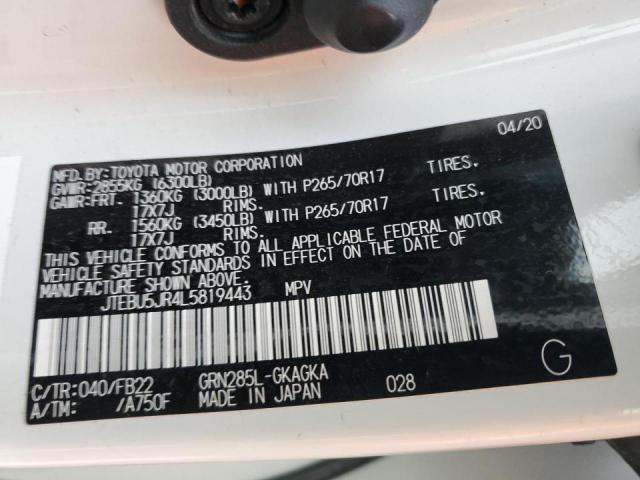 04/20
MFD.BY:TOYOTA MOTOR CORPORATION
GVWR:2855KG (6300LB)
GAWR:FRT. 1360KG (3000LB) WITH P265/70R17 TIRES.
17X7J RIMS.
RR. 1560KG (3450LB) WITH P265/70R17 TIRES.
17X7J RIMS.
THIS VEHICLE CONFORMS TO ALL APPLICABLE FEDERAL MOTOR
VEHICLE SAFETY STANDARDS IN EFFECT ON THE DATE OF
MANUFACTURE SHOWN ABOVE.
JTEBU5JR4L5819443 MPV
C/TR:040/FB22 GRN285L-GKAGKA 028 G
A/TM: /A750F MADE IN JAPAN